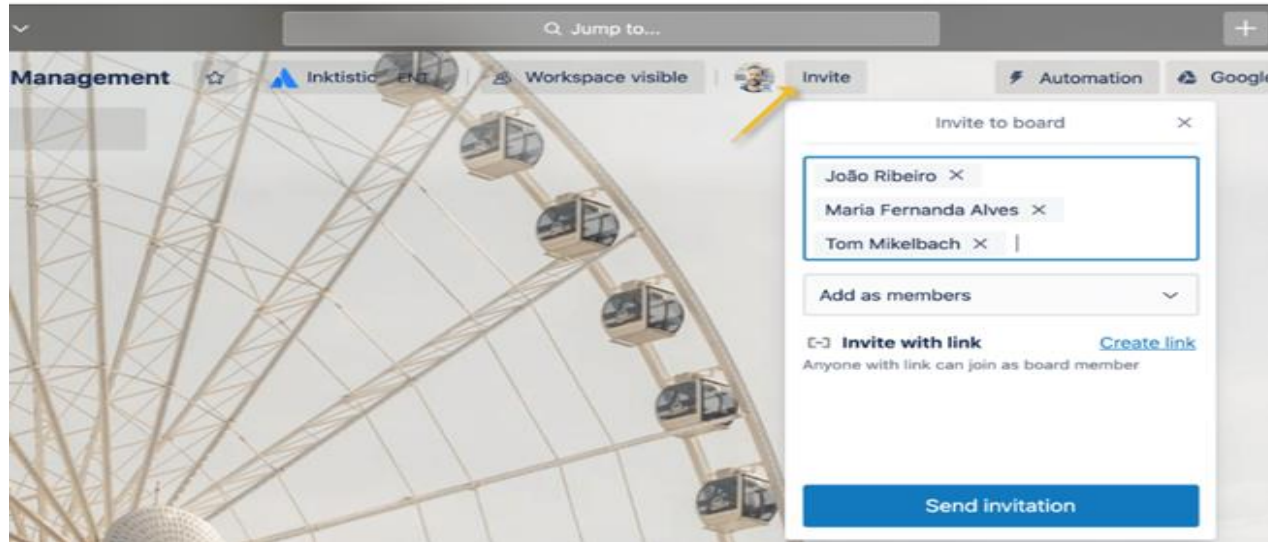 Jump to...
Management Inktistic ENT Workspace visible Invite Automation Google
Invite to board
João Ribeiro
Maria Fernanda Alves
Tom Mikelbach
Add as members
Invite with link Create link
Anyone with link can join as board member
Send invitation